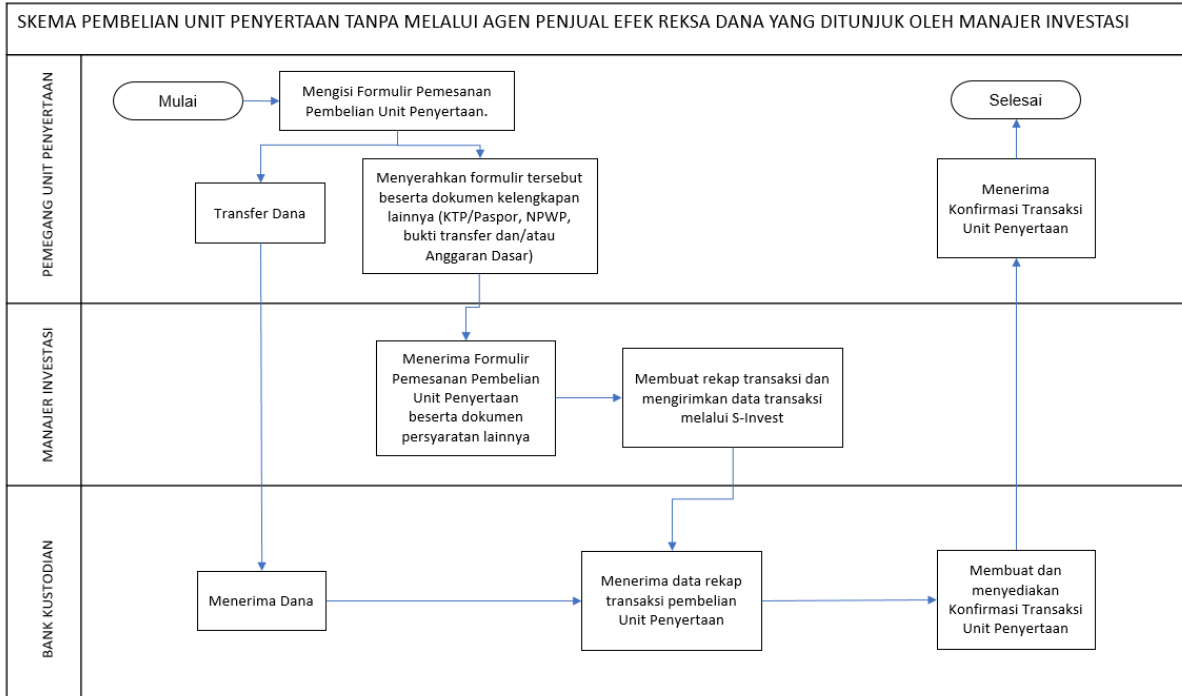 SKEMA PEMBELIAN UNIT PENYERTAAN TANPA MELALUI AGEN PENJUAL EFEK REKSA DANA YANG DITUNJUK OLEH MANAJER INVESTASI
PEMEGANG UNIT PENYERTAAN
Mulai
Mengisi Formulir Pemesanan
Pembelian Unit Penyertaan.
Selesai
Transfer Dana
Menyerahkan formulir tersebut
beserta dokumen kelengkapan
lainnya (KTP/Paspor, NPWP,
bukti transfer dan/atau
Anggaran Dasar)
Menerima
Konfirmasi Transaksi
Unit Penyertaan
MANAJER INVESTASI
Menerima Formulir
Pemesanan Pembelian
Unit Penyertaan
beserta dokumen
persyaratan lainnya
Membuat rekap transaksi dan
mengirimkan data transaksi
melalui S-Invest
BANK KUSTODIAN
Menerima Dana
Menerima data rekap
transaksi pembelian
Unit Penyertaan
Membuat dan
menyediakan
Konfirmasi Transaksi
Unit Penyertaan